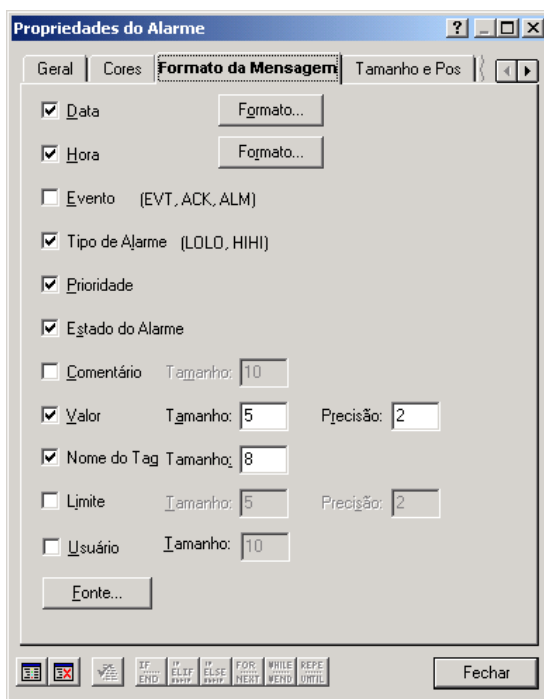 Propriedades do Alarme
Geral Cores Formato da Mensagem Tamanho e Pos
Data Formato...
Hora Formato...
Evento (EVT, ACK, ALM)
Tipo de Alarme (LOLO, HIHI)
Prioridade
Estado do Alarme
Comentário Tamanho: 10
Valor Tamanho: 5 Precisão: 2
Nome do Tag Tamanho: 8
Limite Tamanho: 5 Precisão: 2
Usuário Tamanho: 10
Fonte...
IF END IF ELIF IF ELSE FOR NEXT WHILE WEND REPE UNTIL Fechar